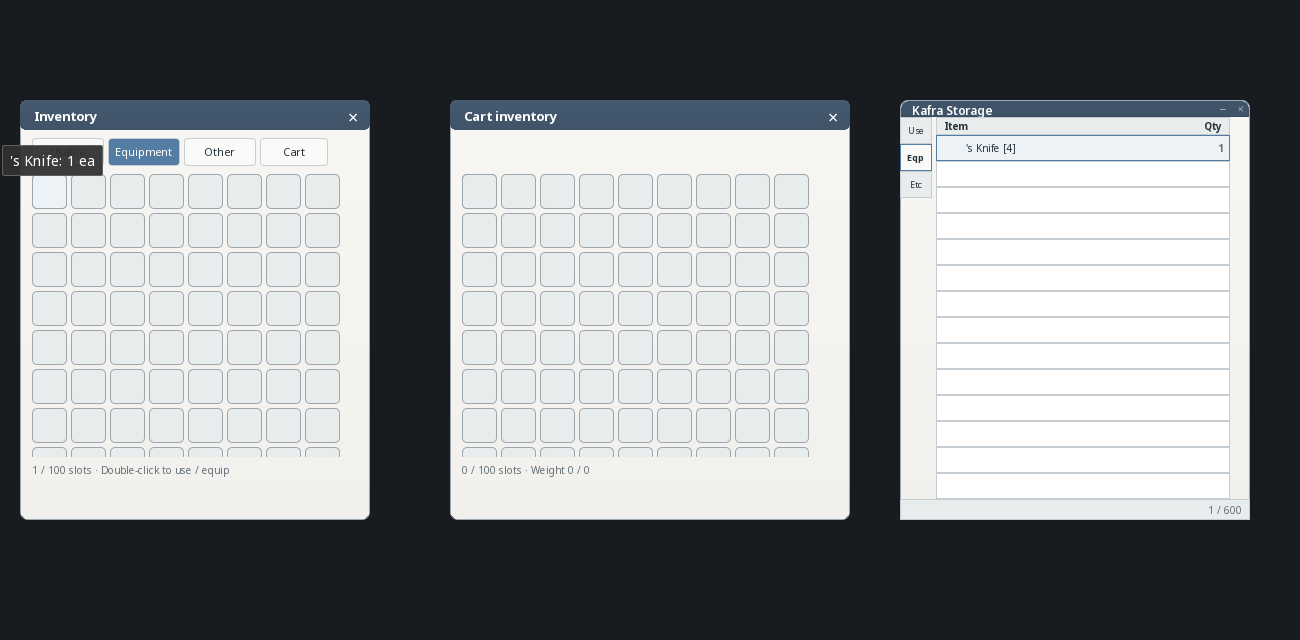 Inventory
×
Equipment
Other
Cart
's Knife: 1 ea
1 / 100 slots · Double-click to use / equip
Cart inventory
×
0 / 100 slots · Weight 0 / 0
Kafra Storage
– ×
Use
Eqp
Etc
Item Qty
's Knife [4] 1
1 / 600